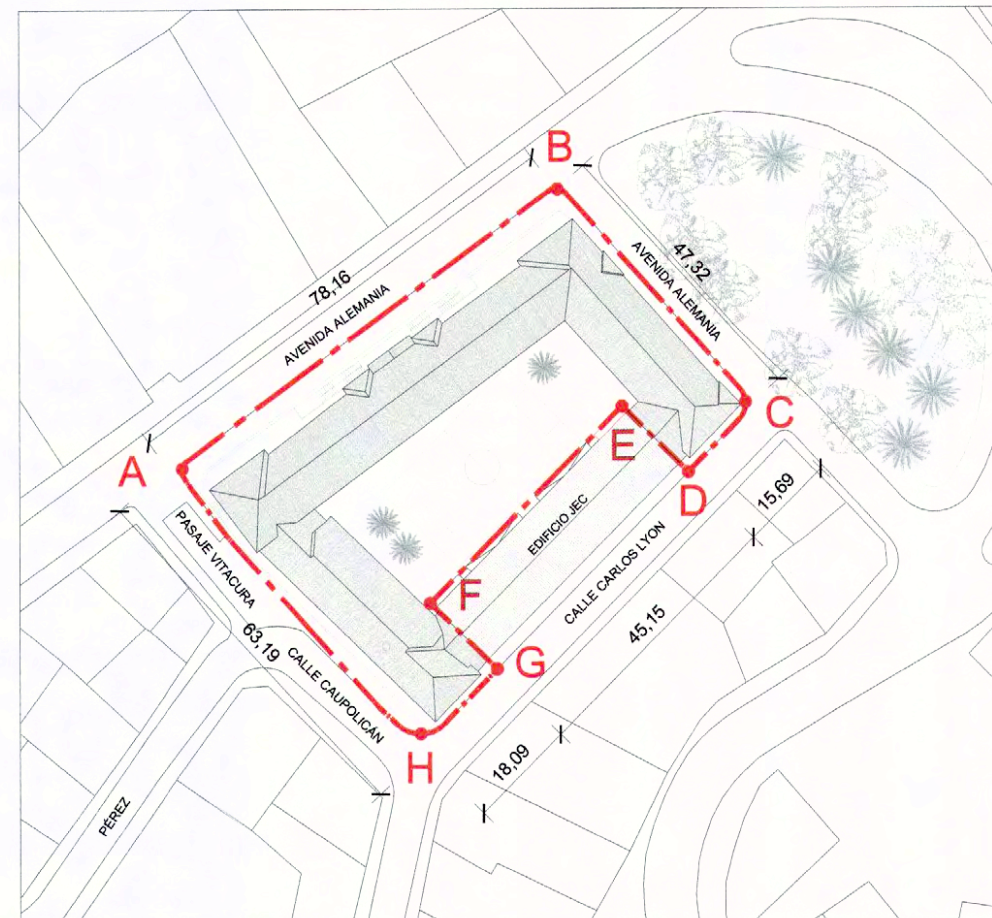 B
78,16
AVENIDA ALEMANIA
47,32
AVENIDA ALEMANIA
A
C
E
D
15,69
PASAJE VITACURA
EDIFICIO JEC
F
CALLE CARLOS LYON
45,15
63,19
CALLE CAUPOLICÁN
G
H
18,09
PÉREZ